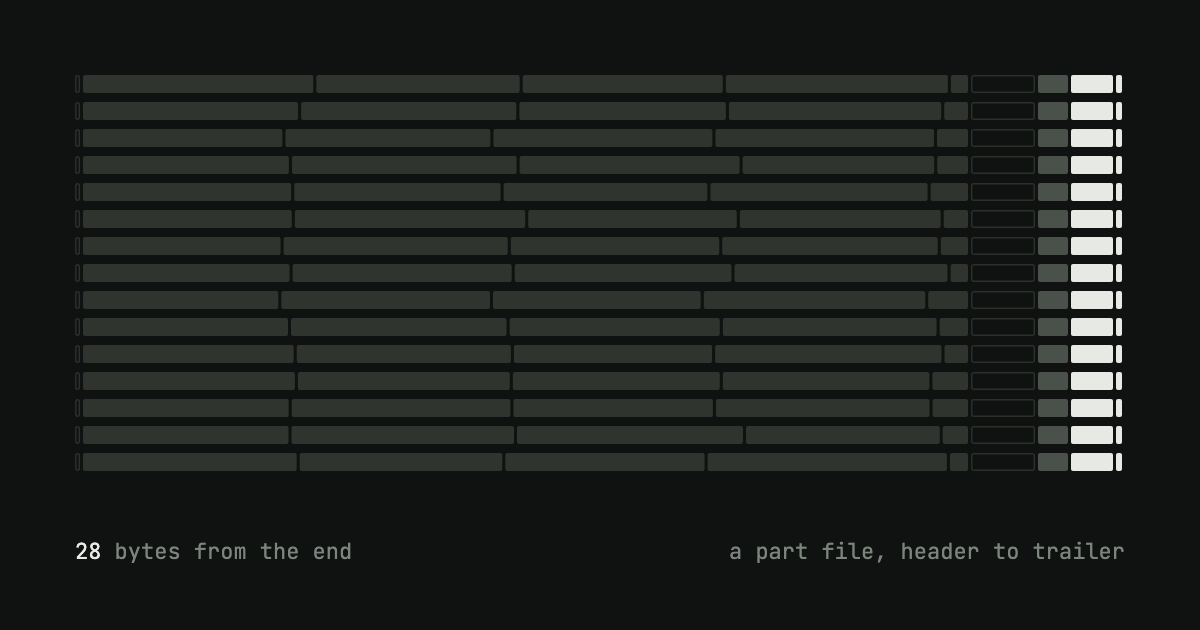 28 bytes from the end
a part file, header to trailer